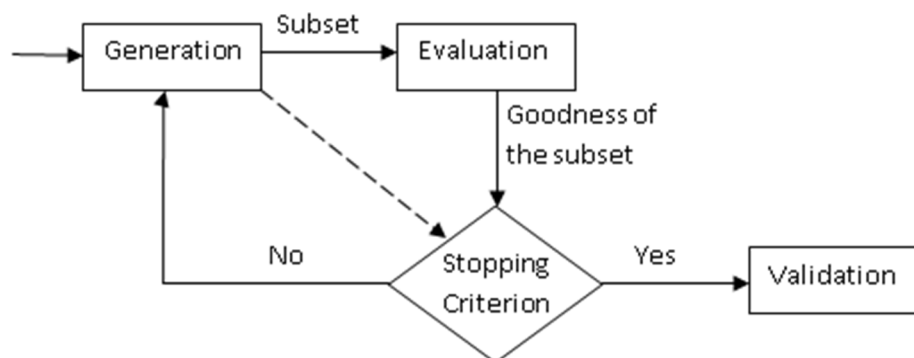 Subset
Generation
Evaluation
Goodness of
the subset
No
Stopping
Criterion
Yes
Validation